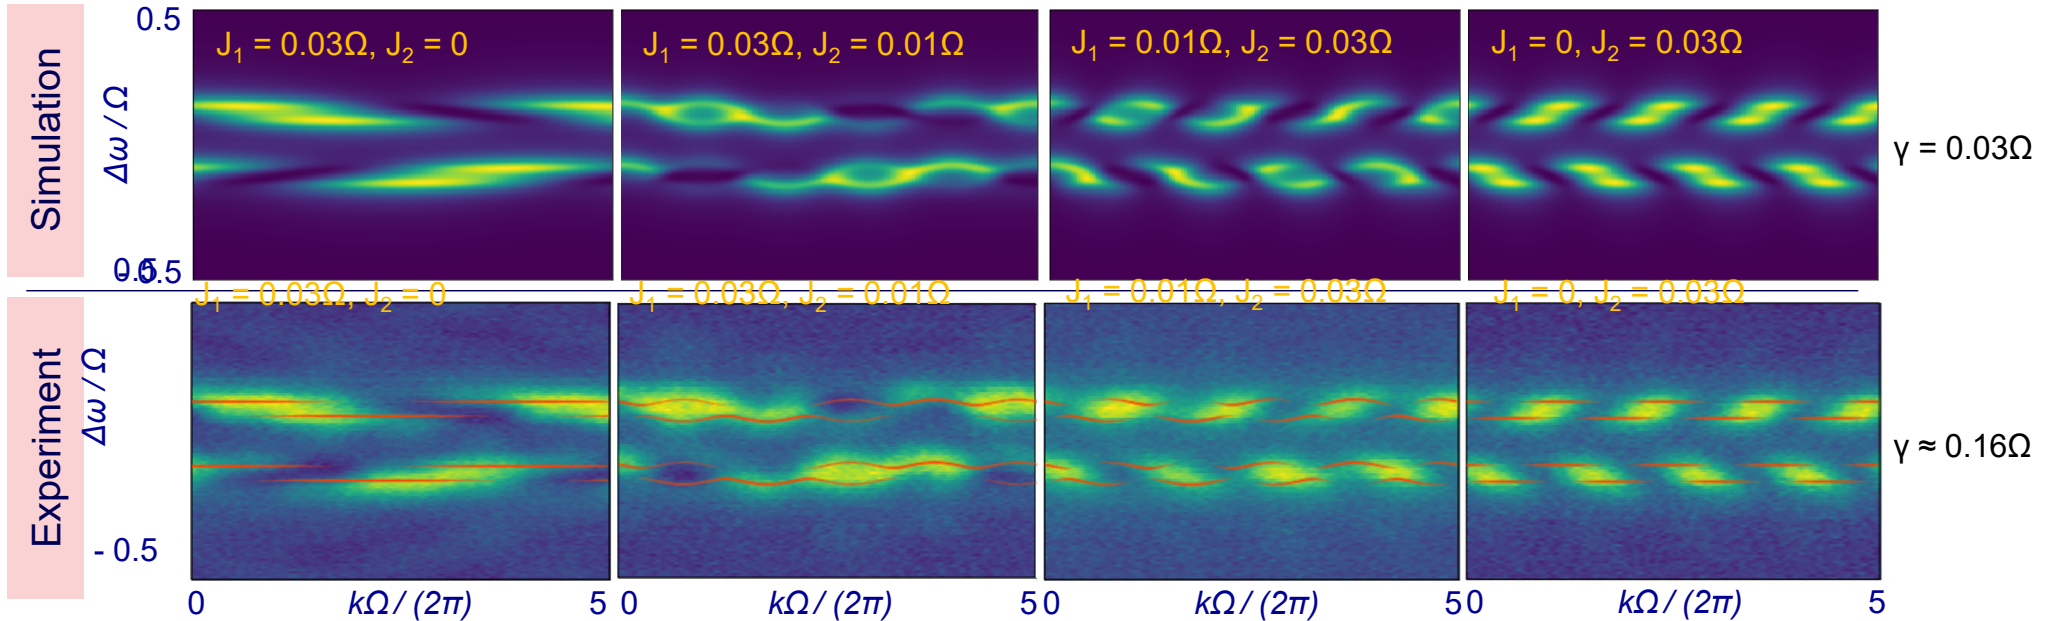 Simulation
Δω / Ω
0.5
J₁ = 0.03Ω, J₂ = 0
J₁ = 0.03Ω, J₂ = 0.01Ω
J₁ = 0.01Ω, J₂ = 0.03Ω
J₁ = 0, J₂ = 0.03Ω
γ = 0.03Ω
- 0.5
0.5
Experiment
Δω / Ω
J₁ = 0.03Ω, J₂ = 0
J₁ = 0.03Ω, J₂ = 0.01Ω
J₁ = 0.01Ω, J₂ = 0.03Ω
J₁ = 0, J₂ = 0.03Ω
γ ≈ 0.16Ω
- 0.5
0 kΩ / (2π) 5 0 kΩ / (2π) 5 0 kΩ / (2π) 5 0 kΩ / (2π) 5